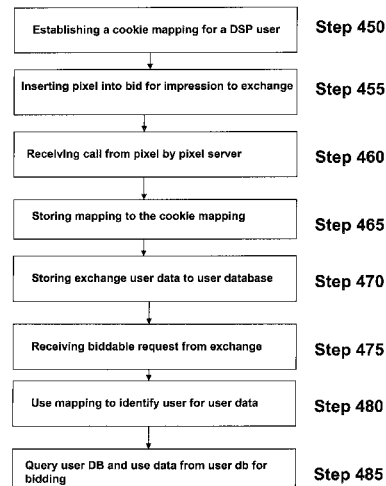 Establishing a cookie mapping for a DSP user Step 450
Inserting pixel into bid for impression to exchange Step 455
Receiving call from pixel by pixel server Step 460
Storing mapping to the cookie mapping Step 465
Storing exchange user data to user database Step 470
Receiving biddable request from exchange Step 475
Use mapping to identify user for user data Step 480
Query user DB and use data from user db for
bidding Step 485